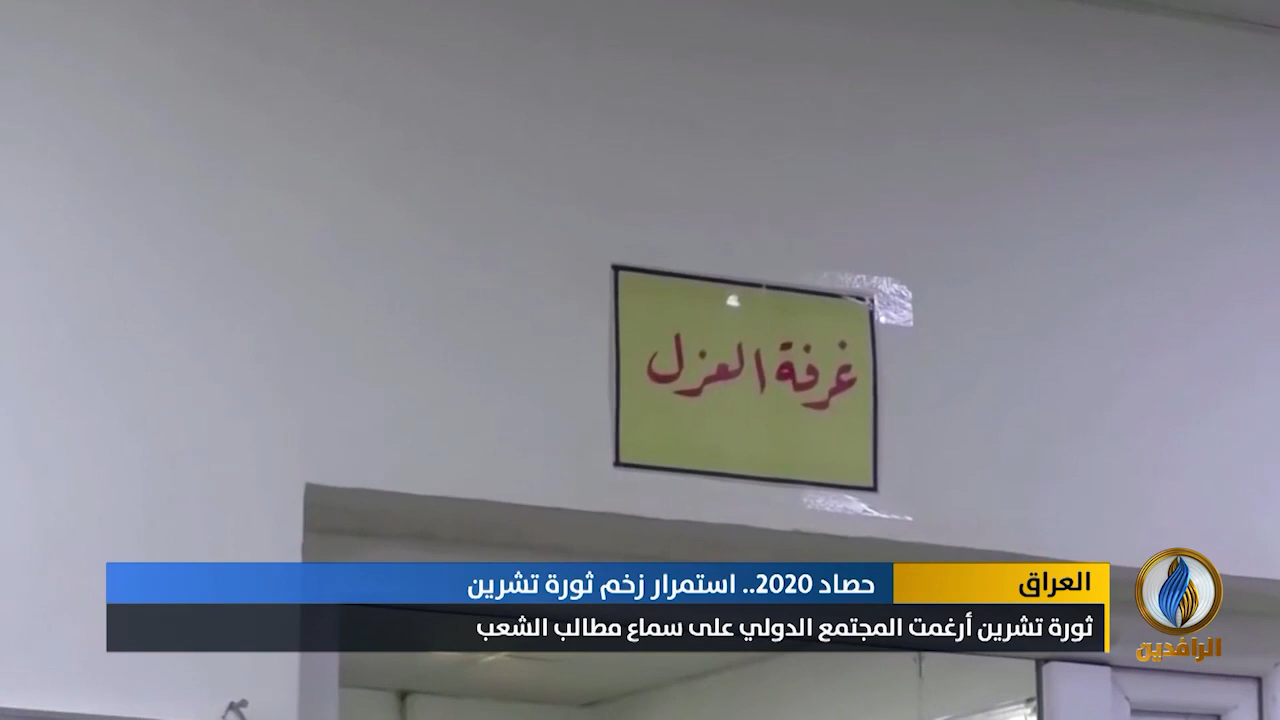 غرفة العزل
العراق
حصاد 2020.. استمرار زخم ثورة تشرين
ثورة تشرين أرغمت المجتمع الدولي على سماع مطالب الشعب
الرافدين